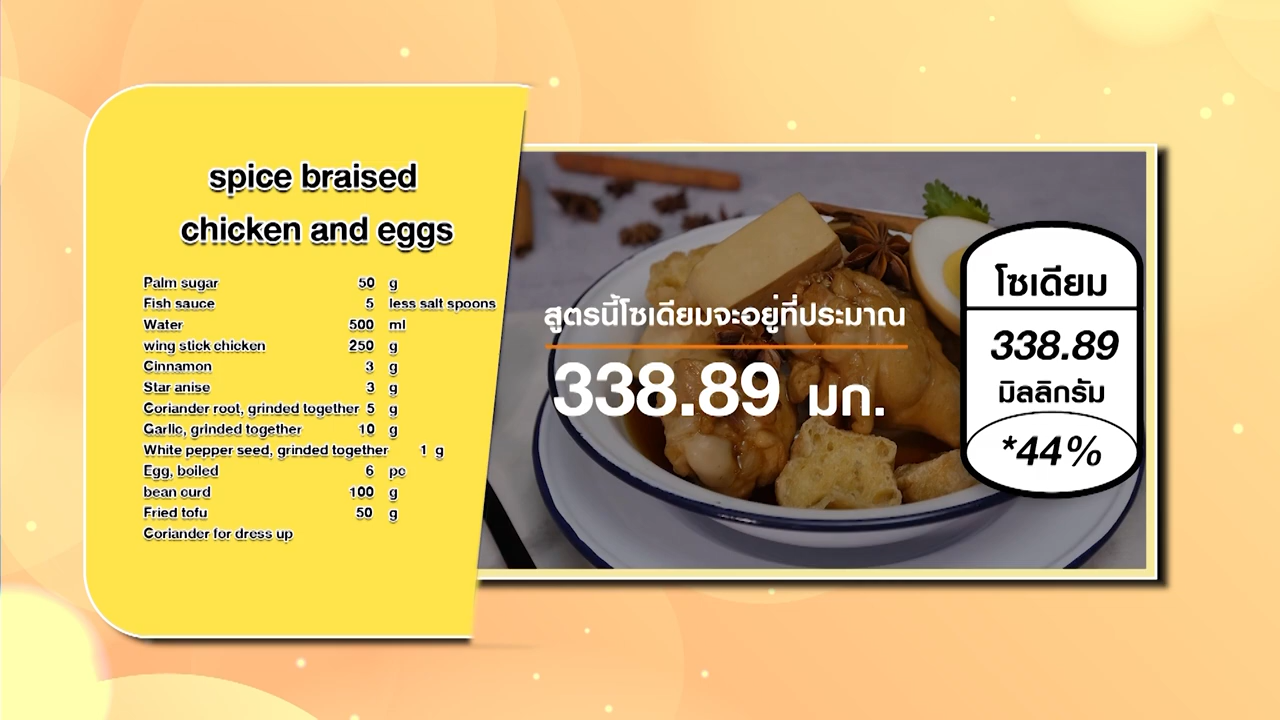 spice braised
chicken and eggs
Palm sugar 50 g
Fish sauce 5 less salt spoons
Water 500 ml
wing stick chicken 250 g
Cinnamon 3 g
Star anise 3 g
Coriander root, grinded together 5 g
Garlic, grinded together 10 g
White pepper seed, grinded together 1 g
Egg, boiled 6 pc
bean curd 100 g
Fried tofu 50 g
Coriander for dress up
สูตรนี้โซเดียมจะอยู่ที่ประมาณ
338.89 มก.
โซเดียม
338.89
มิลลิกรัม
*44%